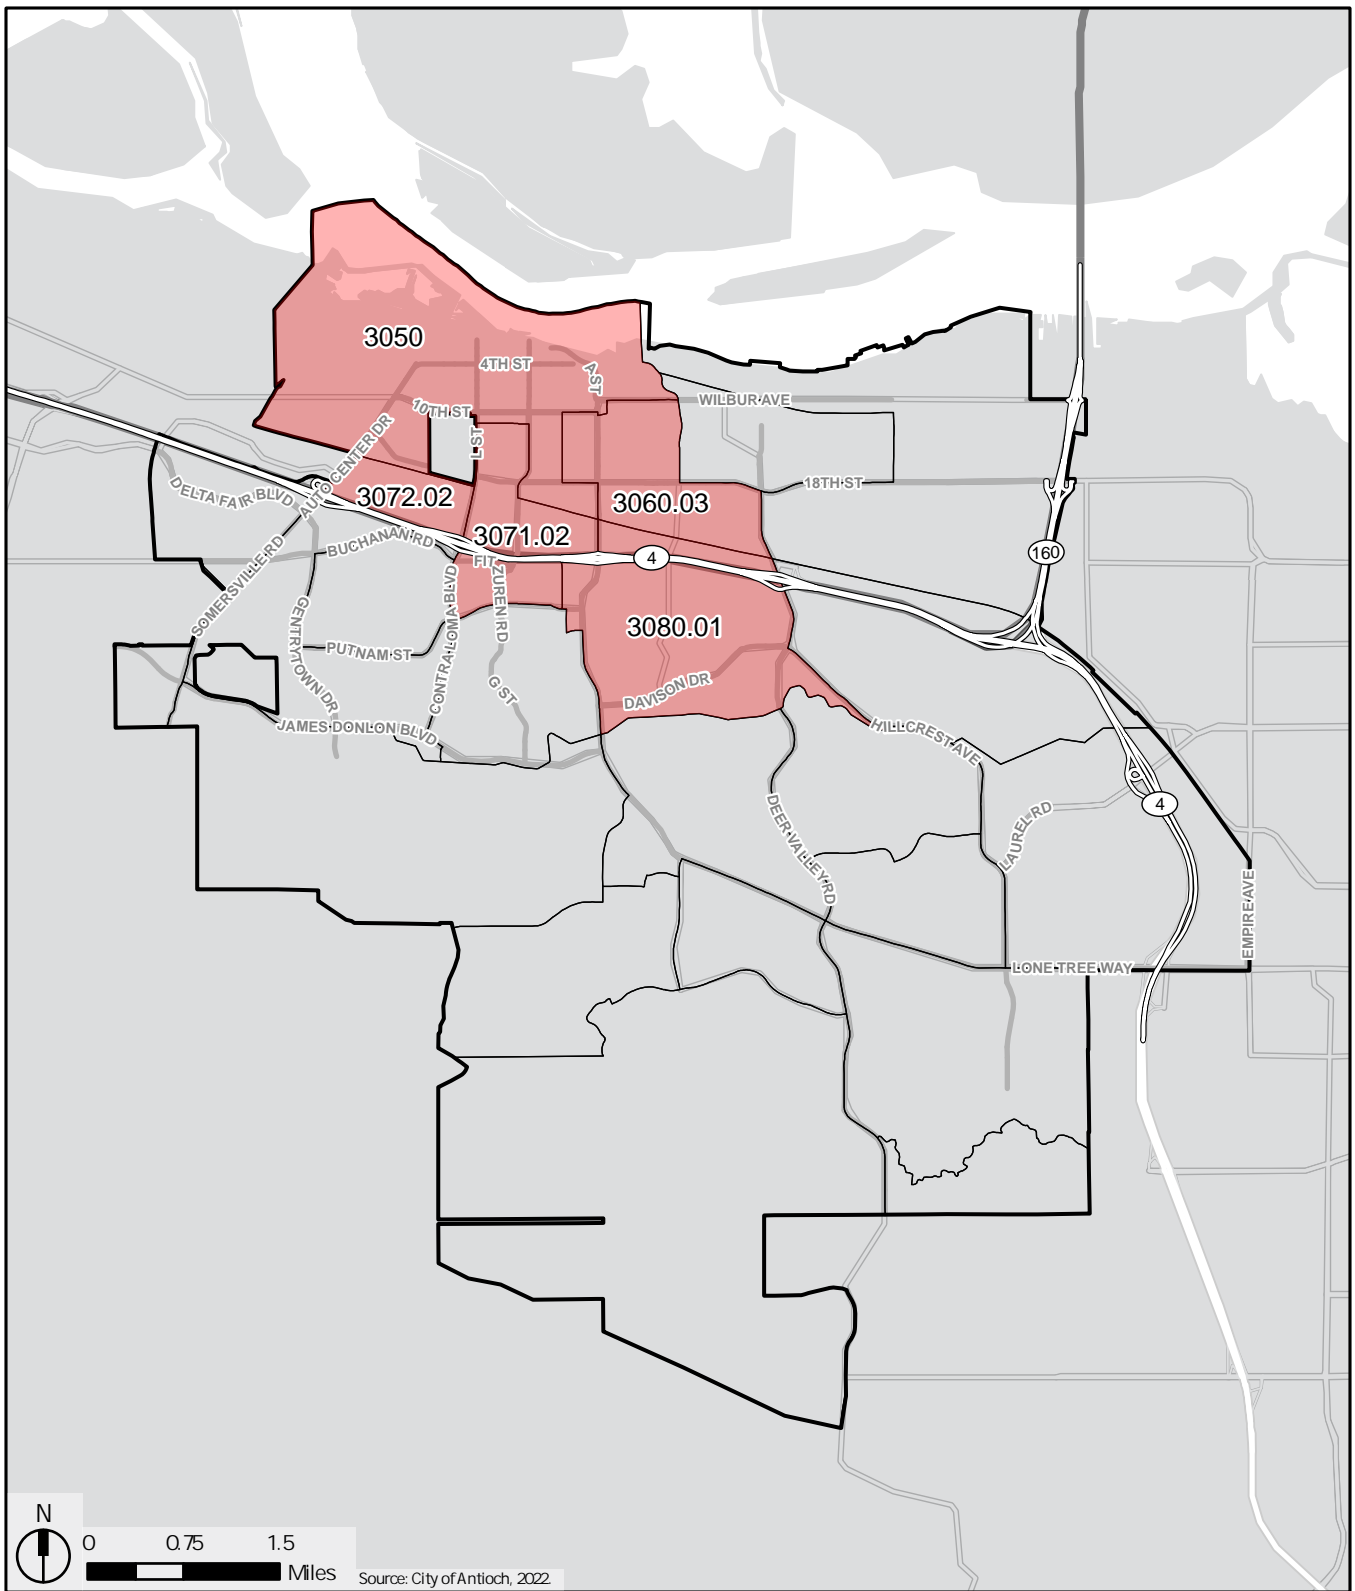 3050
4TH ST
A ST
WILBUR AVE
10TH ST
L ST
AUTO CENTER DR
18TH ST
DELTA FAIR BLVD
3072.02
3060.03
3071.02
BUCHANAN RD
FITZUREN RD
4
160
SOMERSVILLE RD
GENTRYTOWN DR
CONTRA LOMA BLVD
3080.01
PUTNAM ST
G ST
DAVISON DR
JAMES DONLON BLVD
HILLCREST AVE
DEER VALLEY RD
LAUREL RD
4
EMPIRE AVE
LONE TREE WAY
N
0 0.75 1.5
Miles
Source: City of Antioch, 2022.